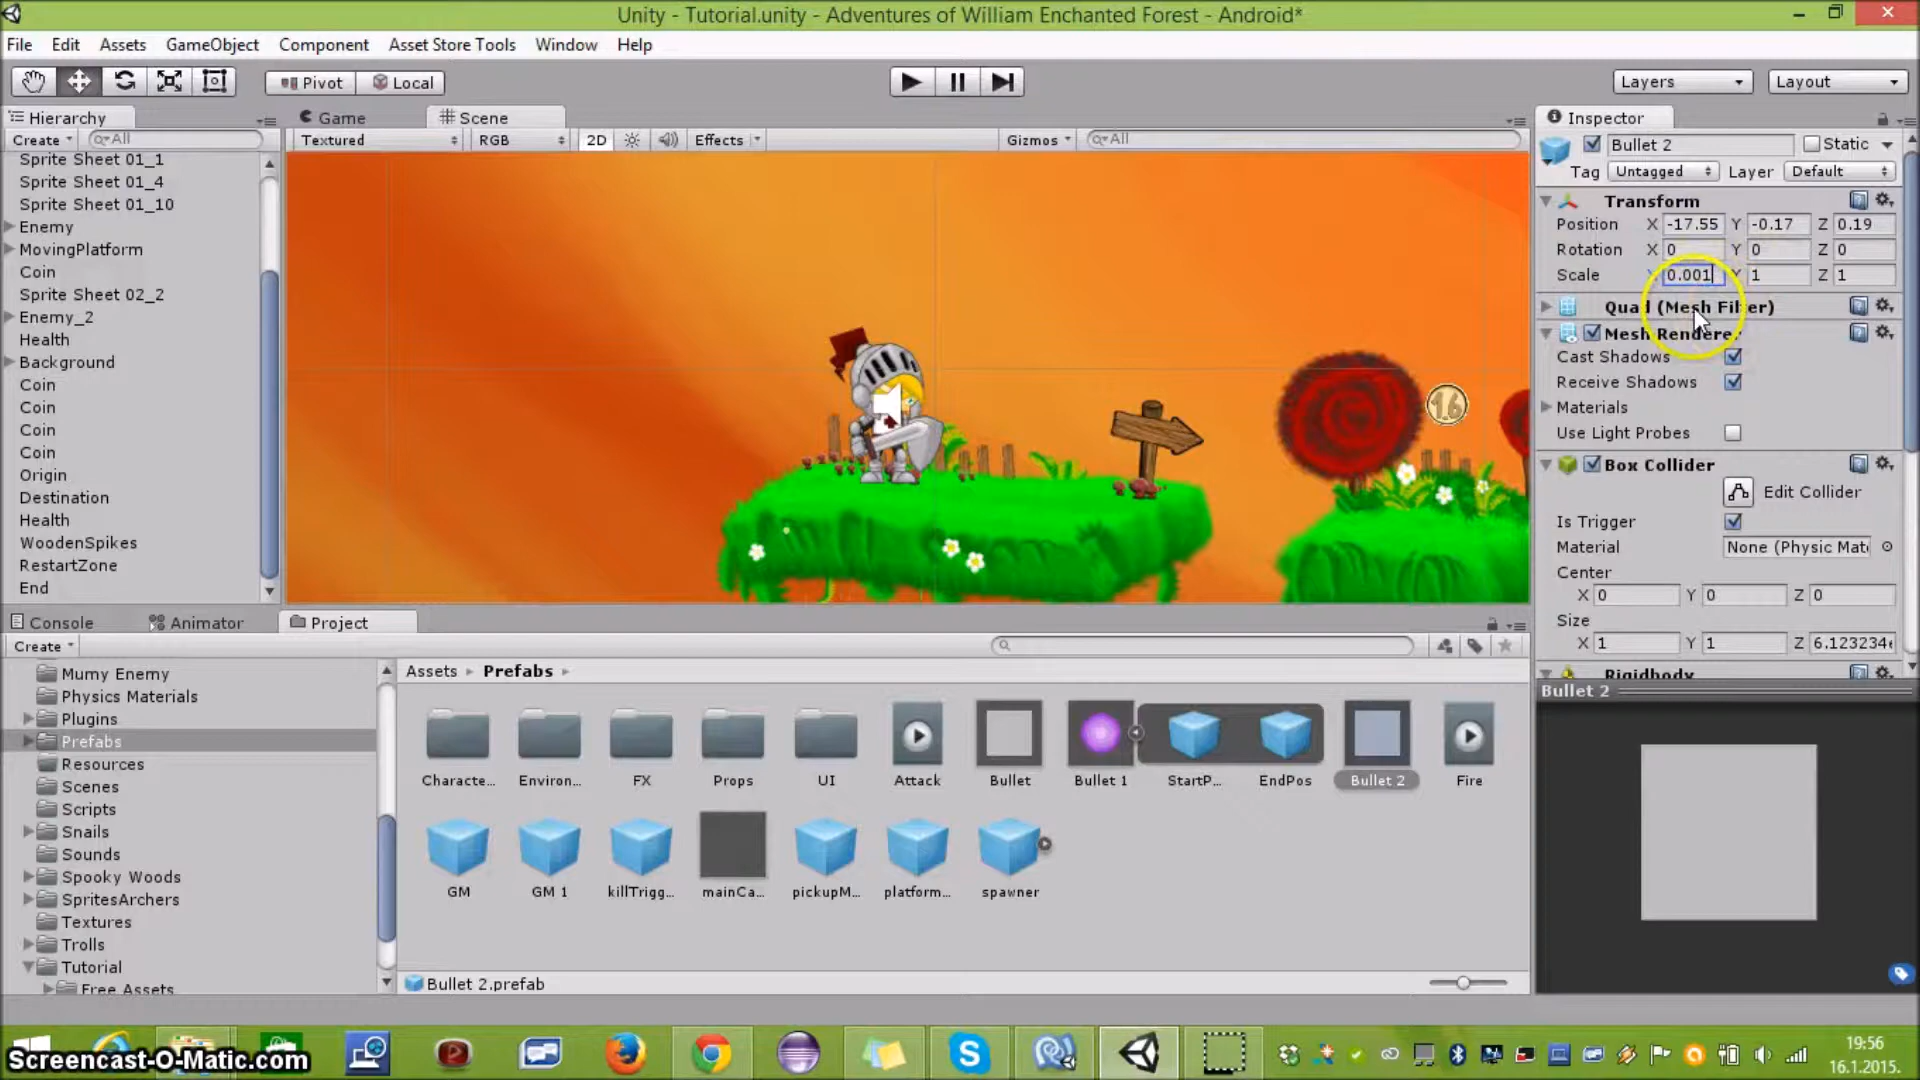 Unity - Tutorial.unity - Adventures of William Enchanted Forest - Android*
File Edit Assets GameObject Component Asset Store Tools Window Help
Pivot Local Layers Layout
Hierarchy Game Scene Inspector
Create All Textured RGB 2D Effects Gizmos All
Bullet 2 Static
Tag Untagged Layer Default
Transform
Position X -17.55 Y -0.17 Z 0.19
Rotation X 0 Y 0 Z 0
Scale 0.001 Y 1 Z 1
Quad (Mesh Filter)
Mesh Renderer
Cast Shadows
Receive Shadows
Materials
Use Light Probes
Box Collider
Edit Collider
Is Trigger
Material None (Physic Mate
Center
X 0 Y 0 Z 0
Size
X 1 Y 1 Z 6.123234e
Rigidbody
Bullet 2
Sprite Sheet 01_1
Sprite Sheet 01_4
Sprite Sheet 01_10
Enemy
MovingPlatform
Coin
Sprite Sheet 02_2
Enemy_2
Health
Background
Coin
Coin
Coin
Coin
Origin
Destination
Health
WoodenSpikes
RestartZone
End
16
Console Animator Project
Create
Mumy Enemy
Physics Materials
Plugins
Prefabs
Resources
Scenes
Scripts
Snails
Sounds
Spooky Woods
SpritesArchers
Textures
Trolls
Tutorial
Free Assets
Assets Prefabs
Characte... Environ... FX Props UI Attack Bullet Bullet 1 StartP... EndPos Bullet 2 Fire
GM GM 1 killTrigg... mainCa... pickupM... platform... spawner
Bullet 2.prefab
Screencast-O-Matic.com
19:56
16.1.2015.